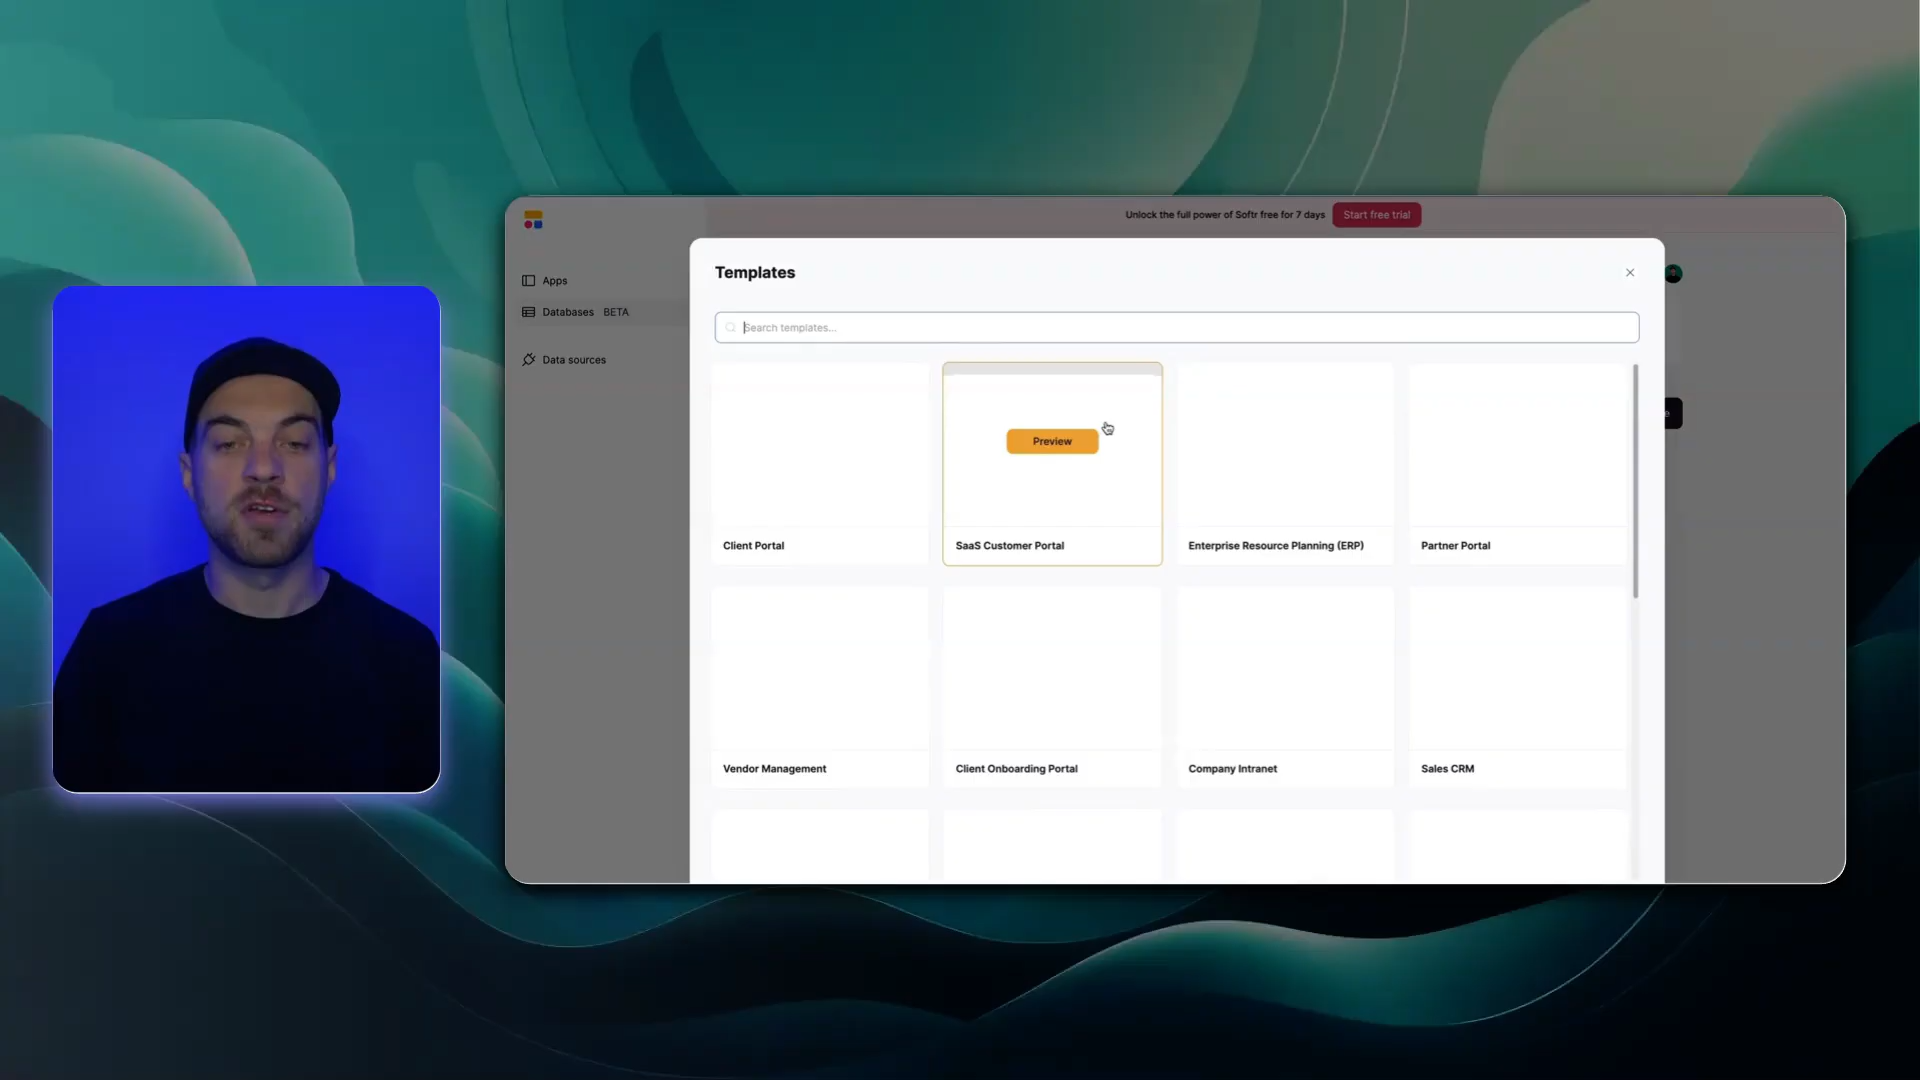 Unlock the full power of Softr free for 7 days Start free trial
Apps
Databases BETA
Data sources
Templates
Search templates...
Preview
Client Portal
SaaS Customer Portal
Enterprise Resource Planning (ERP)
Partner Portal
Vendor Management
Client Onboarding Portal
Company Intranet
Sales CRM